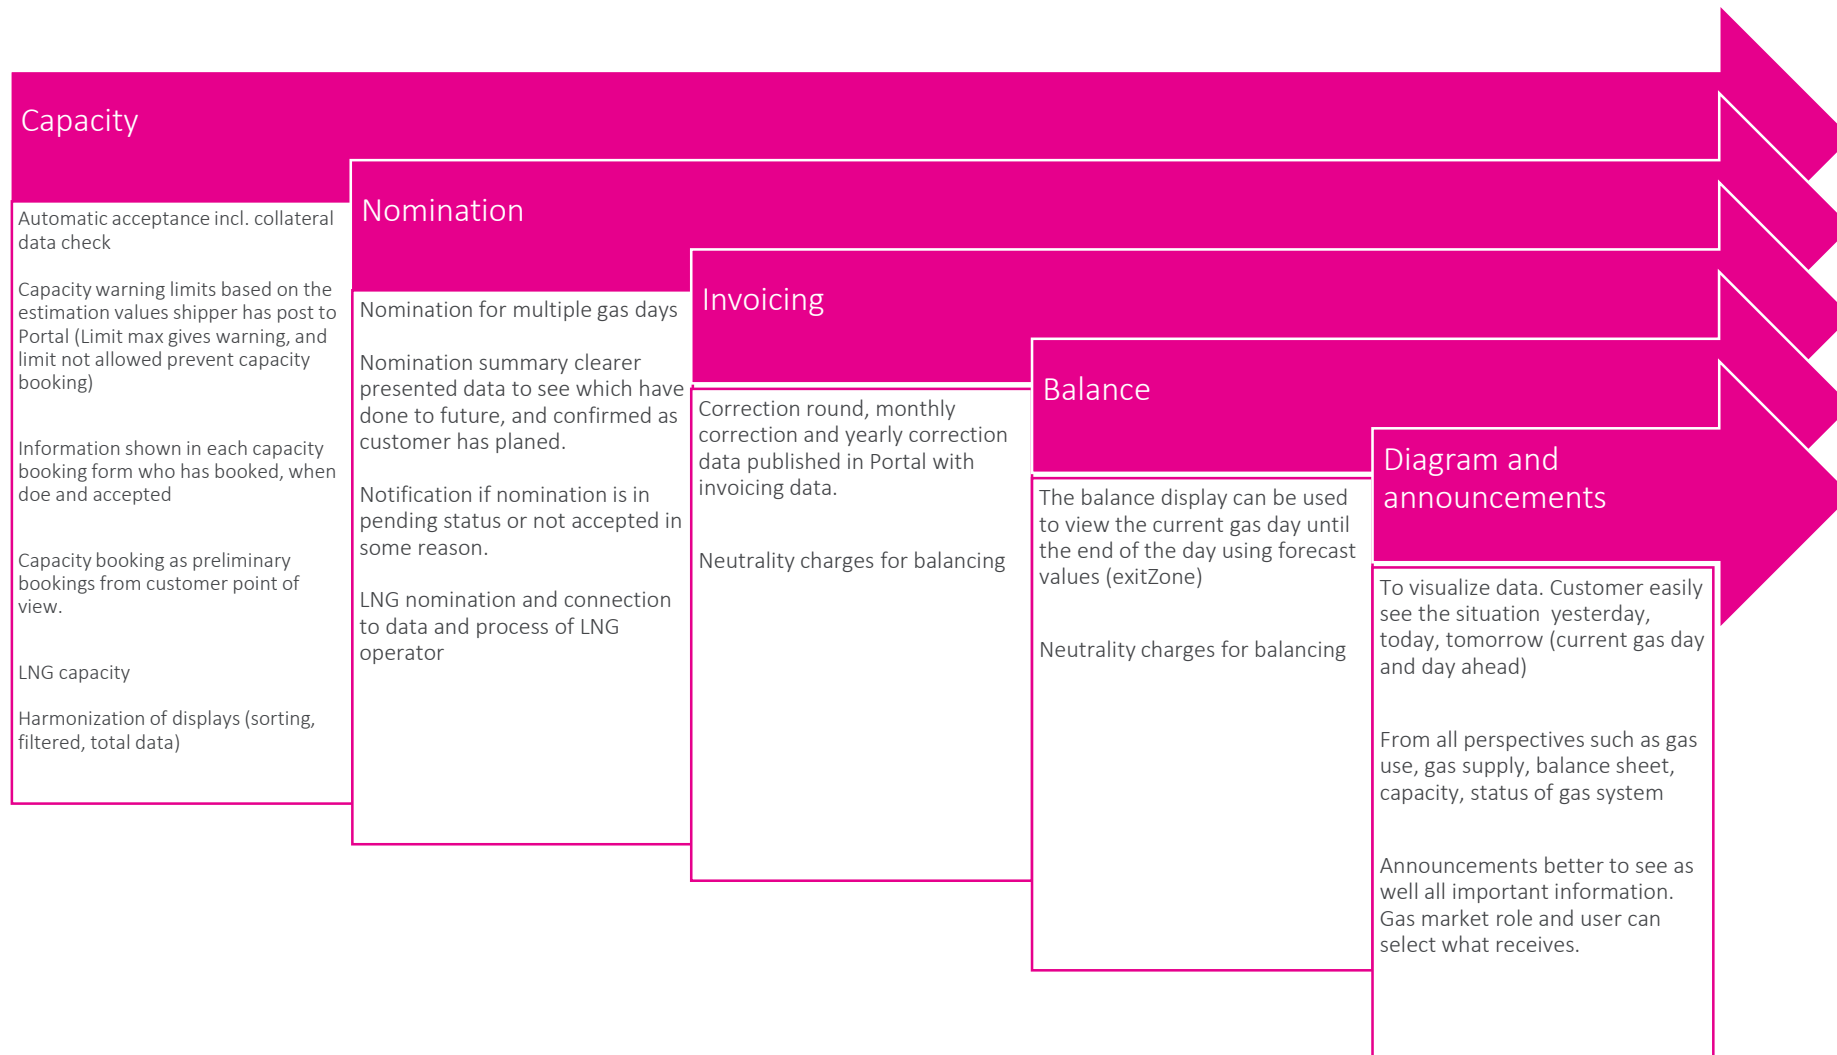 Capacity
Automatic acceptance incl. collateral
data check
Capacity warning limits based on the
estimation values shipper has post to
Portal (Limit max gives warning, and
limit not allowed prevent capacity
booking)
Information shown in each capacity
booking form who has booked, when
doe and accepted
Capacity booking as preliminary
bookings from customer point of
view.
LNG capacity
Harmonization of displays (sorting,
filtered, total data)
Nomination
Nomination for multiple gas days
Nomination summary clearer
presented data to see which have
done to future, and confirmed as
customer has planed.
Notification if nomination is in
pending status or not accepted in
some reason.
LNG nomination and connection
to data and process of LNG
operator
Invoicing
Correction round, monthly
correction and yearly correction
data published in Portal with
invoicing data.
Neutrality charges for balancing
Balance
The balance display can be used
to view the current gas day until
the end of the day using forecast
values (exitZone)
Neutrality charges for balancing
Diagram and
announcements
To visualize data. Customer easily
see the situation  yesterday,
today, tomorrow (current gas day
and day ahead)
From all perspectives such as gas
use, gas supply, balance sheet,
capacity, status of gas system
Announcements better to see as
well all important information.
Gas market role and user can
select what receives.